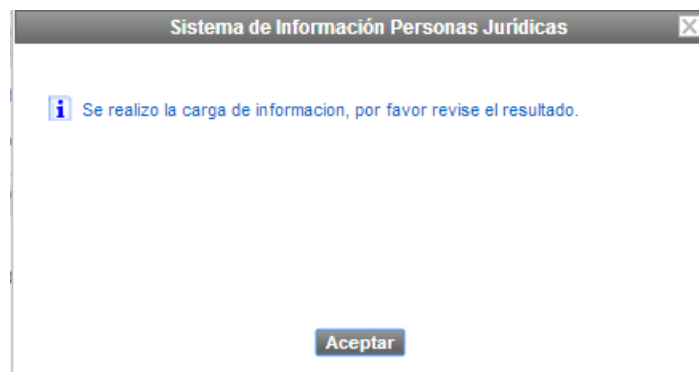 Sistema de Información Personas Jurídicas
Se realizo la carga de informacion, por favor revise el resultado.
Aceptar